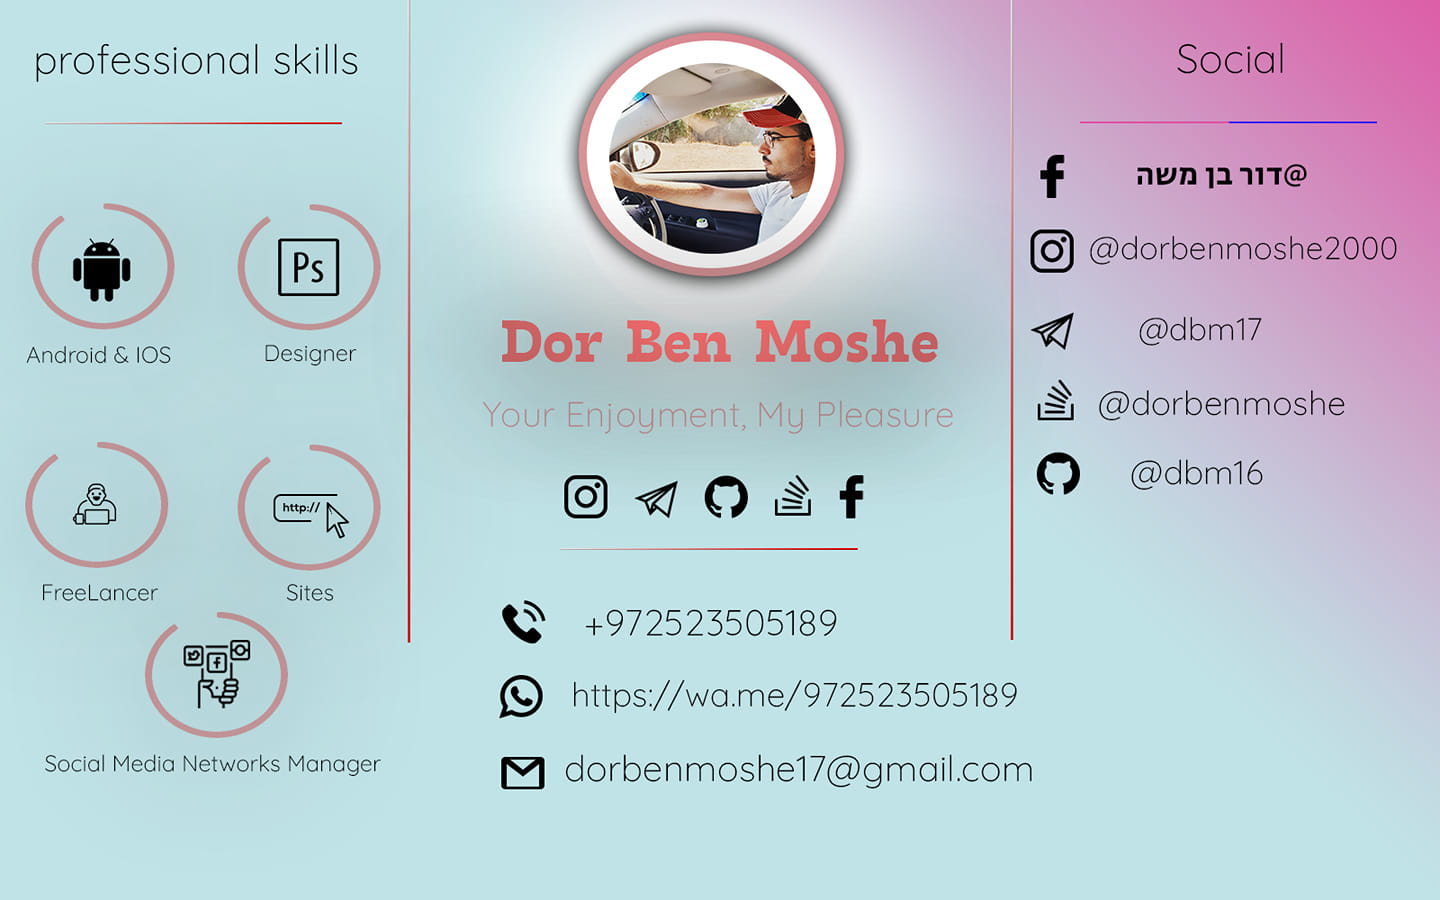 professional skills
Android & IOS
Ps
Designer
FreeLancer
http://
Sites
Social Media Networks Manager
Dor Ben Moshe
Your Enjoyment, My Pleasure
+972523505189
https://wa.me/972523505189
dorbenmoshe17@gmail.com
Social
@דור בן משה
@dorbenmoshe2000
@dbm17
@dorbenmoshe
@dbm16